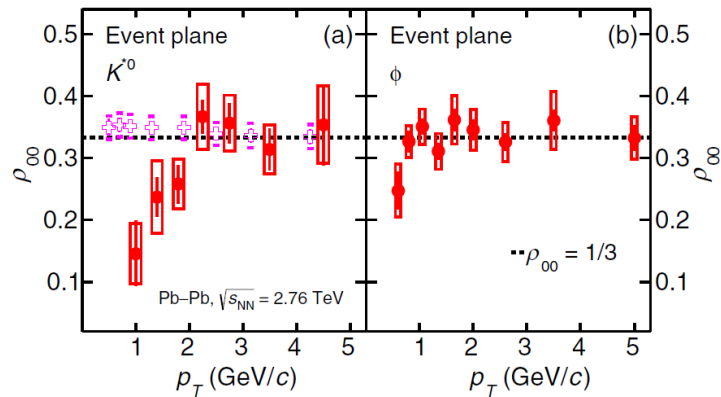 0.5
0.4
0.3
0.2
0.1
ρ00
Event plane
(a)
K*0
Pb–Pb, √sNN = 2.76 TeV
1 2 3 4 5
pT (GeV/c)
Event plane
(b)
ϕ
ρ00 = 1/3
1 2 3 4 5
pT (GeV/c)
0.5
0.4
0.3
0.2
0.1
ρ00